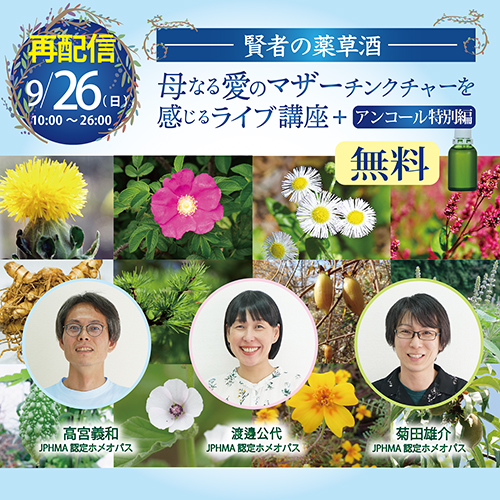 再配信
9/26(日)
10:00 〜 26:00
賢者の薬草酒
母なる愛のマザーチンクチャーを
感じるライブ講座+ アンコール特別編
無料
高宮義和
JPHMA 認定ホメオパス
渡邊公代
JPHMA 認定ホメオパス
菊田雄介
JPHMA 認定ホメオパス